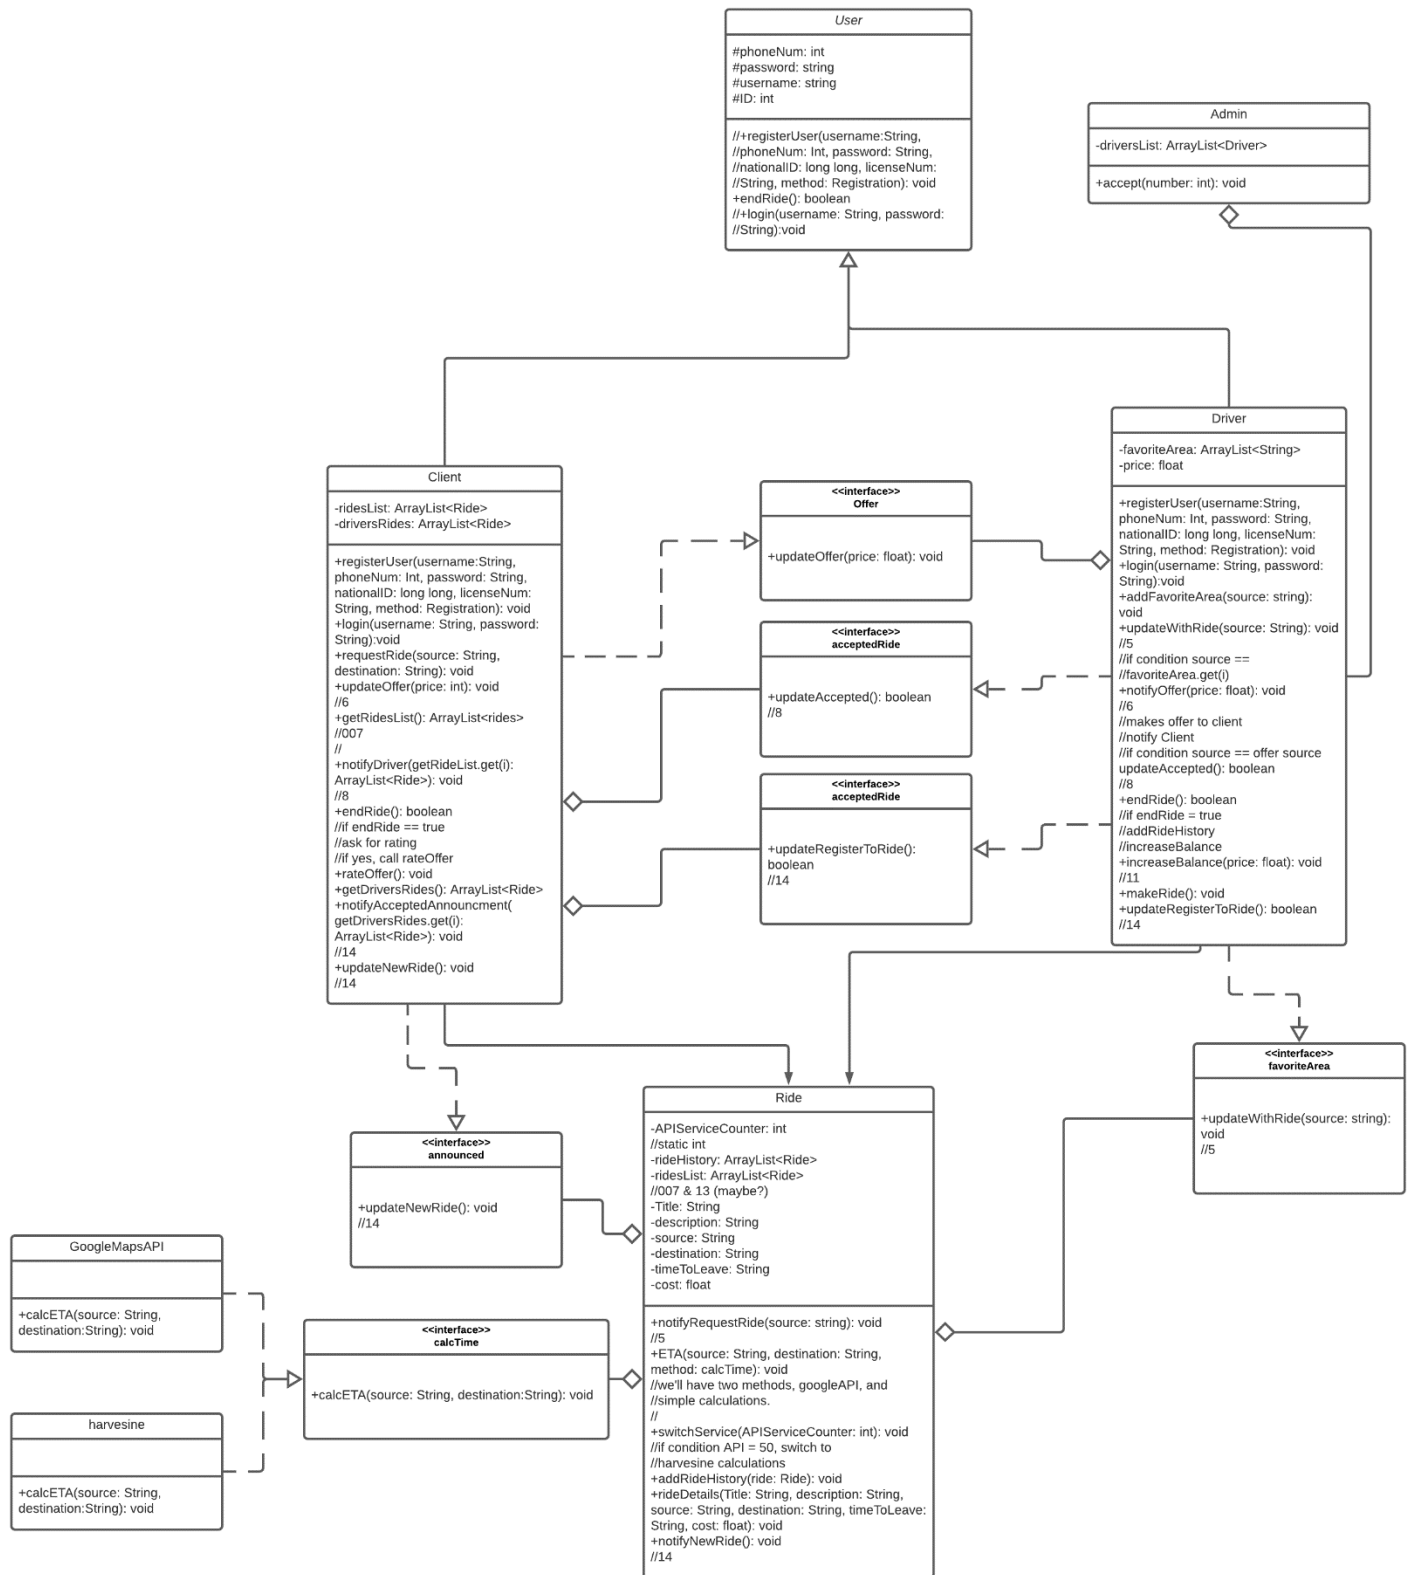 User
#phoneNum: int
#password: string
#username: string
#ID: int
//+registerUser(username:String,
//phoneNum: Int, password: String,
//nationalID: long long, licenseNum:
//String, method: Registration): void
+endRide(): boolean
//+login(username: String, password:
//String):void
Admin
-driversList: ArrayList<Driver>
+accept(number: int): void
Client
-ridesList: ArrayList<Ride>
-driversRides: ArrayList<Ride>
+registerUser(username:String,
phoneNum: Int, password: String,
nationalID: long long, licenseNum:
String, method: Registration): void
+login(username: String, password:
String):void
+requestRide(source: String,
destination: String): void
+updateOffer(price: int): void
//6
+getRidesList(): ArrayList<rides>
//007
//
+notifyDriver(getRideList.get(i):
ArrayList<Ride>): void
//8
+endRide(): boolean
//if endRide == true
//ask for rating
//if yes, call rateOffer
+rateOffer(): void
+getDriversRides(): ArrayList<Ride>
+notifyAcceptedAnnouncment(
getDriversRides.get(i):
ArrayList<Ride>): void
//14
+updateNewRide(): void
//14
<<interface>>
Offer
+updateOffer(price: float): void
<<interface>>
acceptedRide
+updateAccepted(): boolean
//8
<<interface>>
acceptedRide
+updateRegisterToRide():
boolean
//14
Driver
-favoriteArea: ArrayList<String>
-price: float
+registerUser(username:String,
phoneNum: Int, password: String,
nationalID: long long, licenseNum:
String, method: Registration): void
+login(username: String, password:
String):void
+addFavoriteArea(source: string):
void
+updateWithRide(source: String): void
//5
//if condition source ==
//favoriteArea.get(i)
+notifyOffer(price: float): void
//6
//makes offer to client
//notify Client
//if condition source == offer source
updateAccepted(): boolean
//8
+endRide(): boolean
//if endRide = true
//addRideHistory
//increaseBalance
+increaseBalance(price: float): void
//11
+makeRide(): void
+updateRegisterToRide(): boolean
//14
<<interface>>
favoriteArea
+updateWithRide(source: string):
void
//5
<<interface>>
announced
+updateNewRide(): void
//14
Ride
-APIServiceCounter: int
//static int
-rideHistory: ArrayList<Ride>
-ridesList: ArrayList<Ride>
//007 & 13 (maybe?)
-Title: String
-description: String
-source: String
-destination: String
-timeToLeave: String
-cost: float
+notifyRequestRide(source: string): void
//5
+ETA(source: String, destination: String,
method: calcTime): void
//we'll have two methods, googleAPI, and
//simple calculations.
//
+switchService(APIServiceCounter: int): void
//if condition API = 50, switch to
//harvesine calculations
+addRideHistory(ride: Ride): void
+rideDetails(Title: String, description: String,
source: String, destination: String, timeToLeave:
String, cost: float): void
+notifyNewRide(): void
//14
GoogleMapsAPI
+calcETA(source: String,
destination:String): void
<<interface>>
calcTime
+calcETA(source: String, destination:String): void
harvesine
+calcETA(source: String,
destination:String): void